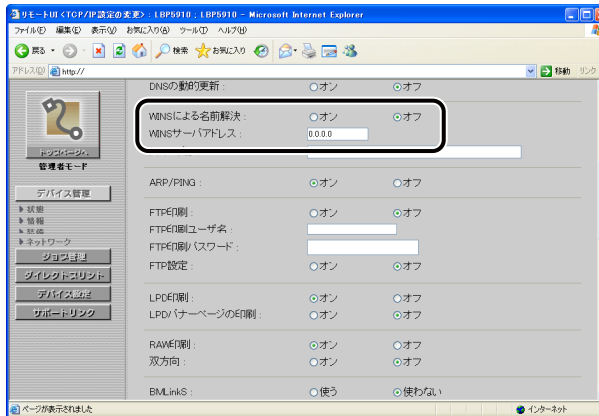 リモートUI <TCP/IP設定の変更> : LBP5910 ; LBP5910 - Microsoft Internet Explorer
ファイル(F) 編集(E) 表示(V) お気に入り(A) ツール(T) ヘルプ(H)
戻る 検索 お気に入り
アドレス(D) http:// 移動 リンク
DNSの動的更新 : オン オフ
WINSによる名前解決 : オン オフ
WINSサーバアドレス : 0.0.0.0
トップページへ
管理者モード
ARP/PING : オン オフ
デバイス管理
状態
情報
ネットワーク
FTP印刷 : オン オフ
FTP印刷ユーザ名 :
FTP印刷パスワード :
FTP設定 : オン オフ
ジョブ管理
ダイレクトプリント
デバイス設定
サポートリンク
LPD印刷 : オン オフ
LPDバナーページの印刷 : オン オフ
RAW印刷 : オン オフ
双方向 : オン オフ
BMLinkS : 使う 使わない
ページが表示されました インターネット